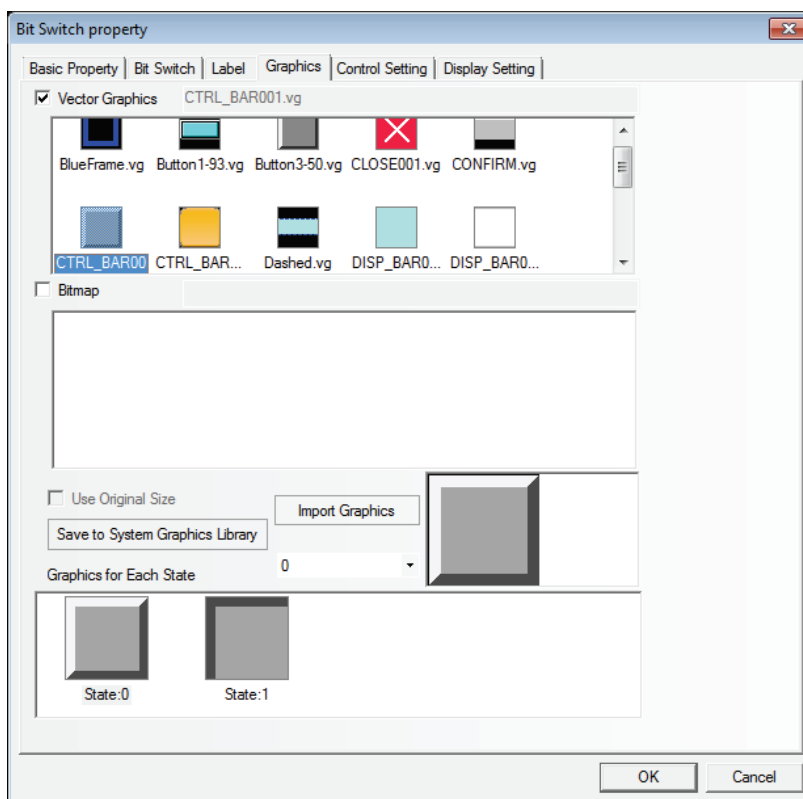 Bit Switch property
Basic Property Bit Switch Label Graphics Control Setting Display Setting
Vector Graphics CTRL_BAR001.vg
BlueFrame.vg Button1-93.vg Button3-50.vg CLOSE001.vg CONFIRM.vg
CTRL_BAR00 CTRL_BAR... Dashed.vg DISP_BAR0... DISP_BAR0...
Bitmap
Use Original Size
Import Graphics
Save to System Graphics Library
0
Graphics for Each State
State:0 State:1
OK Cancel